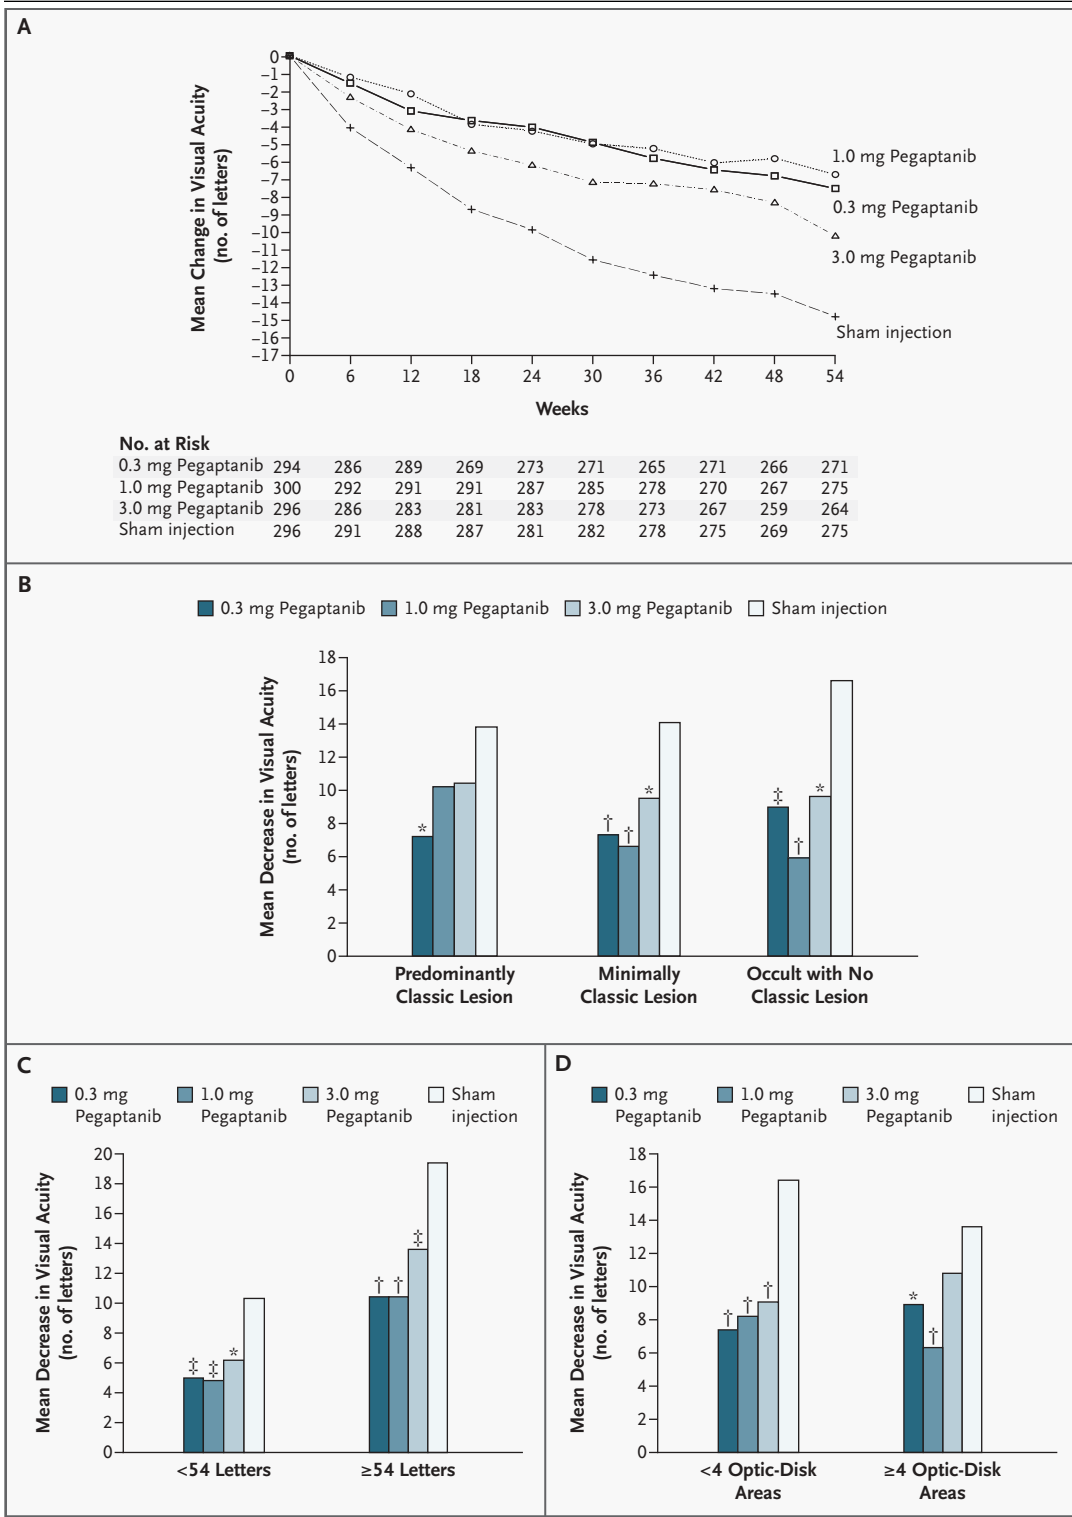 A
Mean Change in Visual Acuity
(no. of letters)
0
–1
–2
–3
–4
–5
–6
–7
–8
–9
–10
–11
–12
–13
–14
–15
–16
–17
1.0 mg Pegaptanib
0.3 mg Pegaptanib
3.0 mg Pegaptanib
Sham injection
0 6 12 18 24 30 36 42 48 54
Weeks
No. at Risk
0.3 mg Pegaptanib 294 286 289 269 273 271 265 271 266 271
1.0 mg Pegaptanib 300 292 291 291 287 285 278 270 267 275
3.0 mg Pegaptanib 296 286 283 281 283 278 273 267 259 264
Sham injection 296 291 288 287 281 282 278 275 269 275
B
0.3 mg Pegaptanib 1.0 mg Pegaptanib 3.0 mg Pegaptanib Sham injection
Mean Decrease in Visual Acuity
(no. of letters)
18
16
14
12
10
8
6
4
2
0
* † † * ‡ † *
Predominantly
Classic Lesion
Minimally
Classic Lesion
Occult with No
Classic Lesion
C
0.3 mg
Pegaptanib
1.0 mg
Pegaptanib
3.0 mg
Pegaptanib
Sham
injection
Mean Decrease in Visual Acuity
(no. of letters)
20
18
16
14
12
10
8
6
4
2
0
‡ ‡ * † † ‡
<54 Letters
≥54 Letters
D
0.3 mg
Pegaptanib
1.0 mg
Pegaptanib
3.0 mg
Pegaptanib
Sham
injection
Mean Decrease in Visual Acuity
(no. of letters)
18
16
14
12
10
8
6
4
2
0
† † † * †
<4 Optic-Disk
Areas
≥4 Optic-Disk
Areas